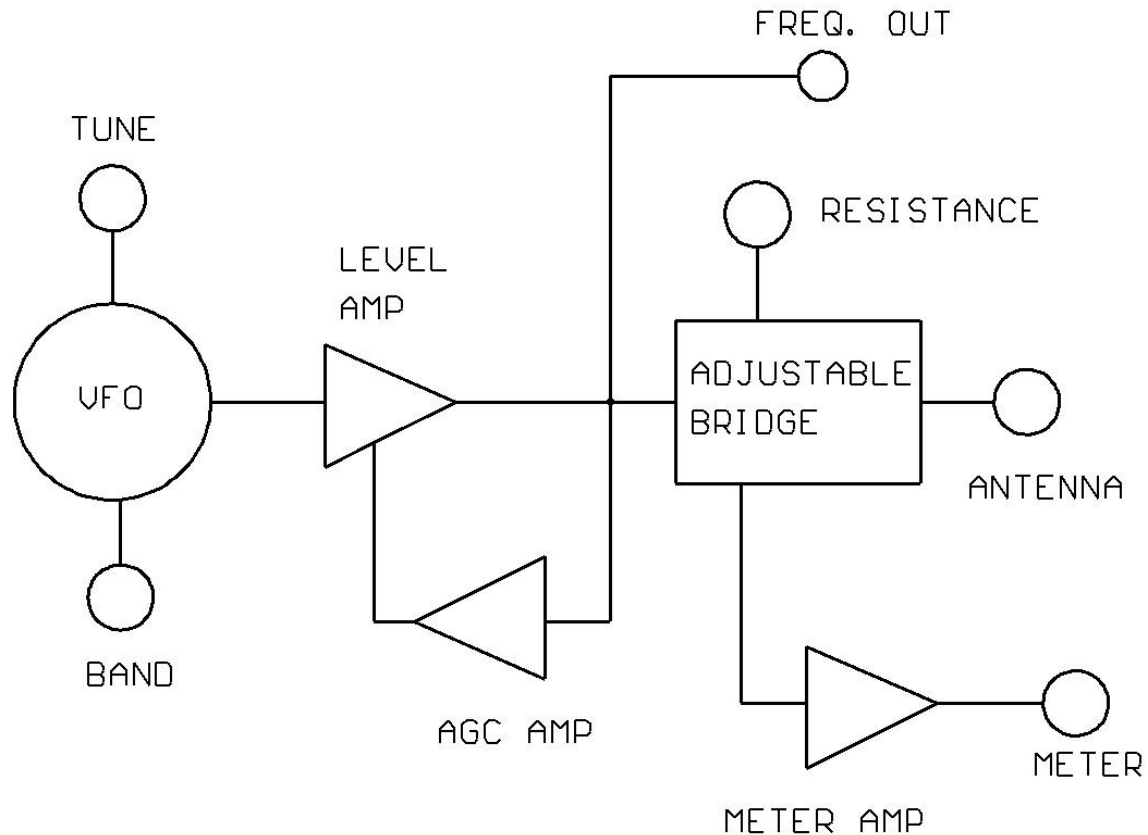 FREQ. OUT
TUNE
RESISTANCE
LEVEL
AMP
VFO
ADJUSTABLE
BRIDGE
ANTENNA
BAND
AGC AMP
METER
METER AMP